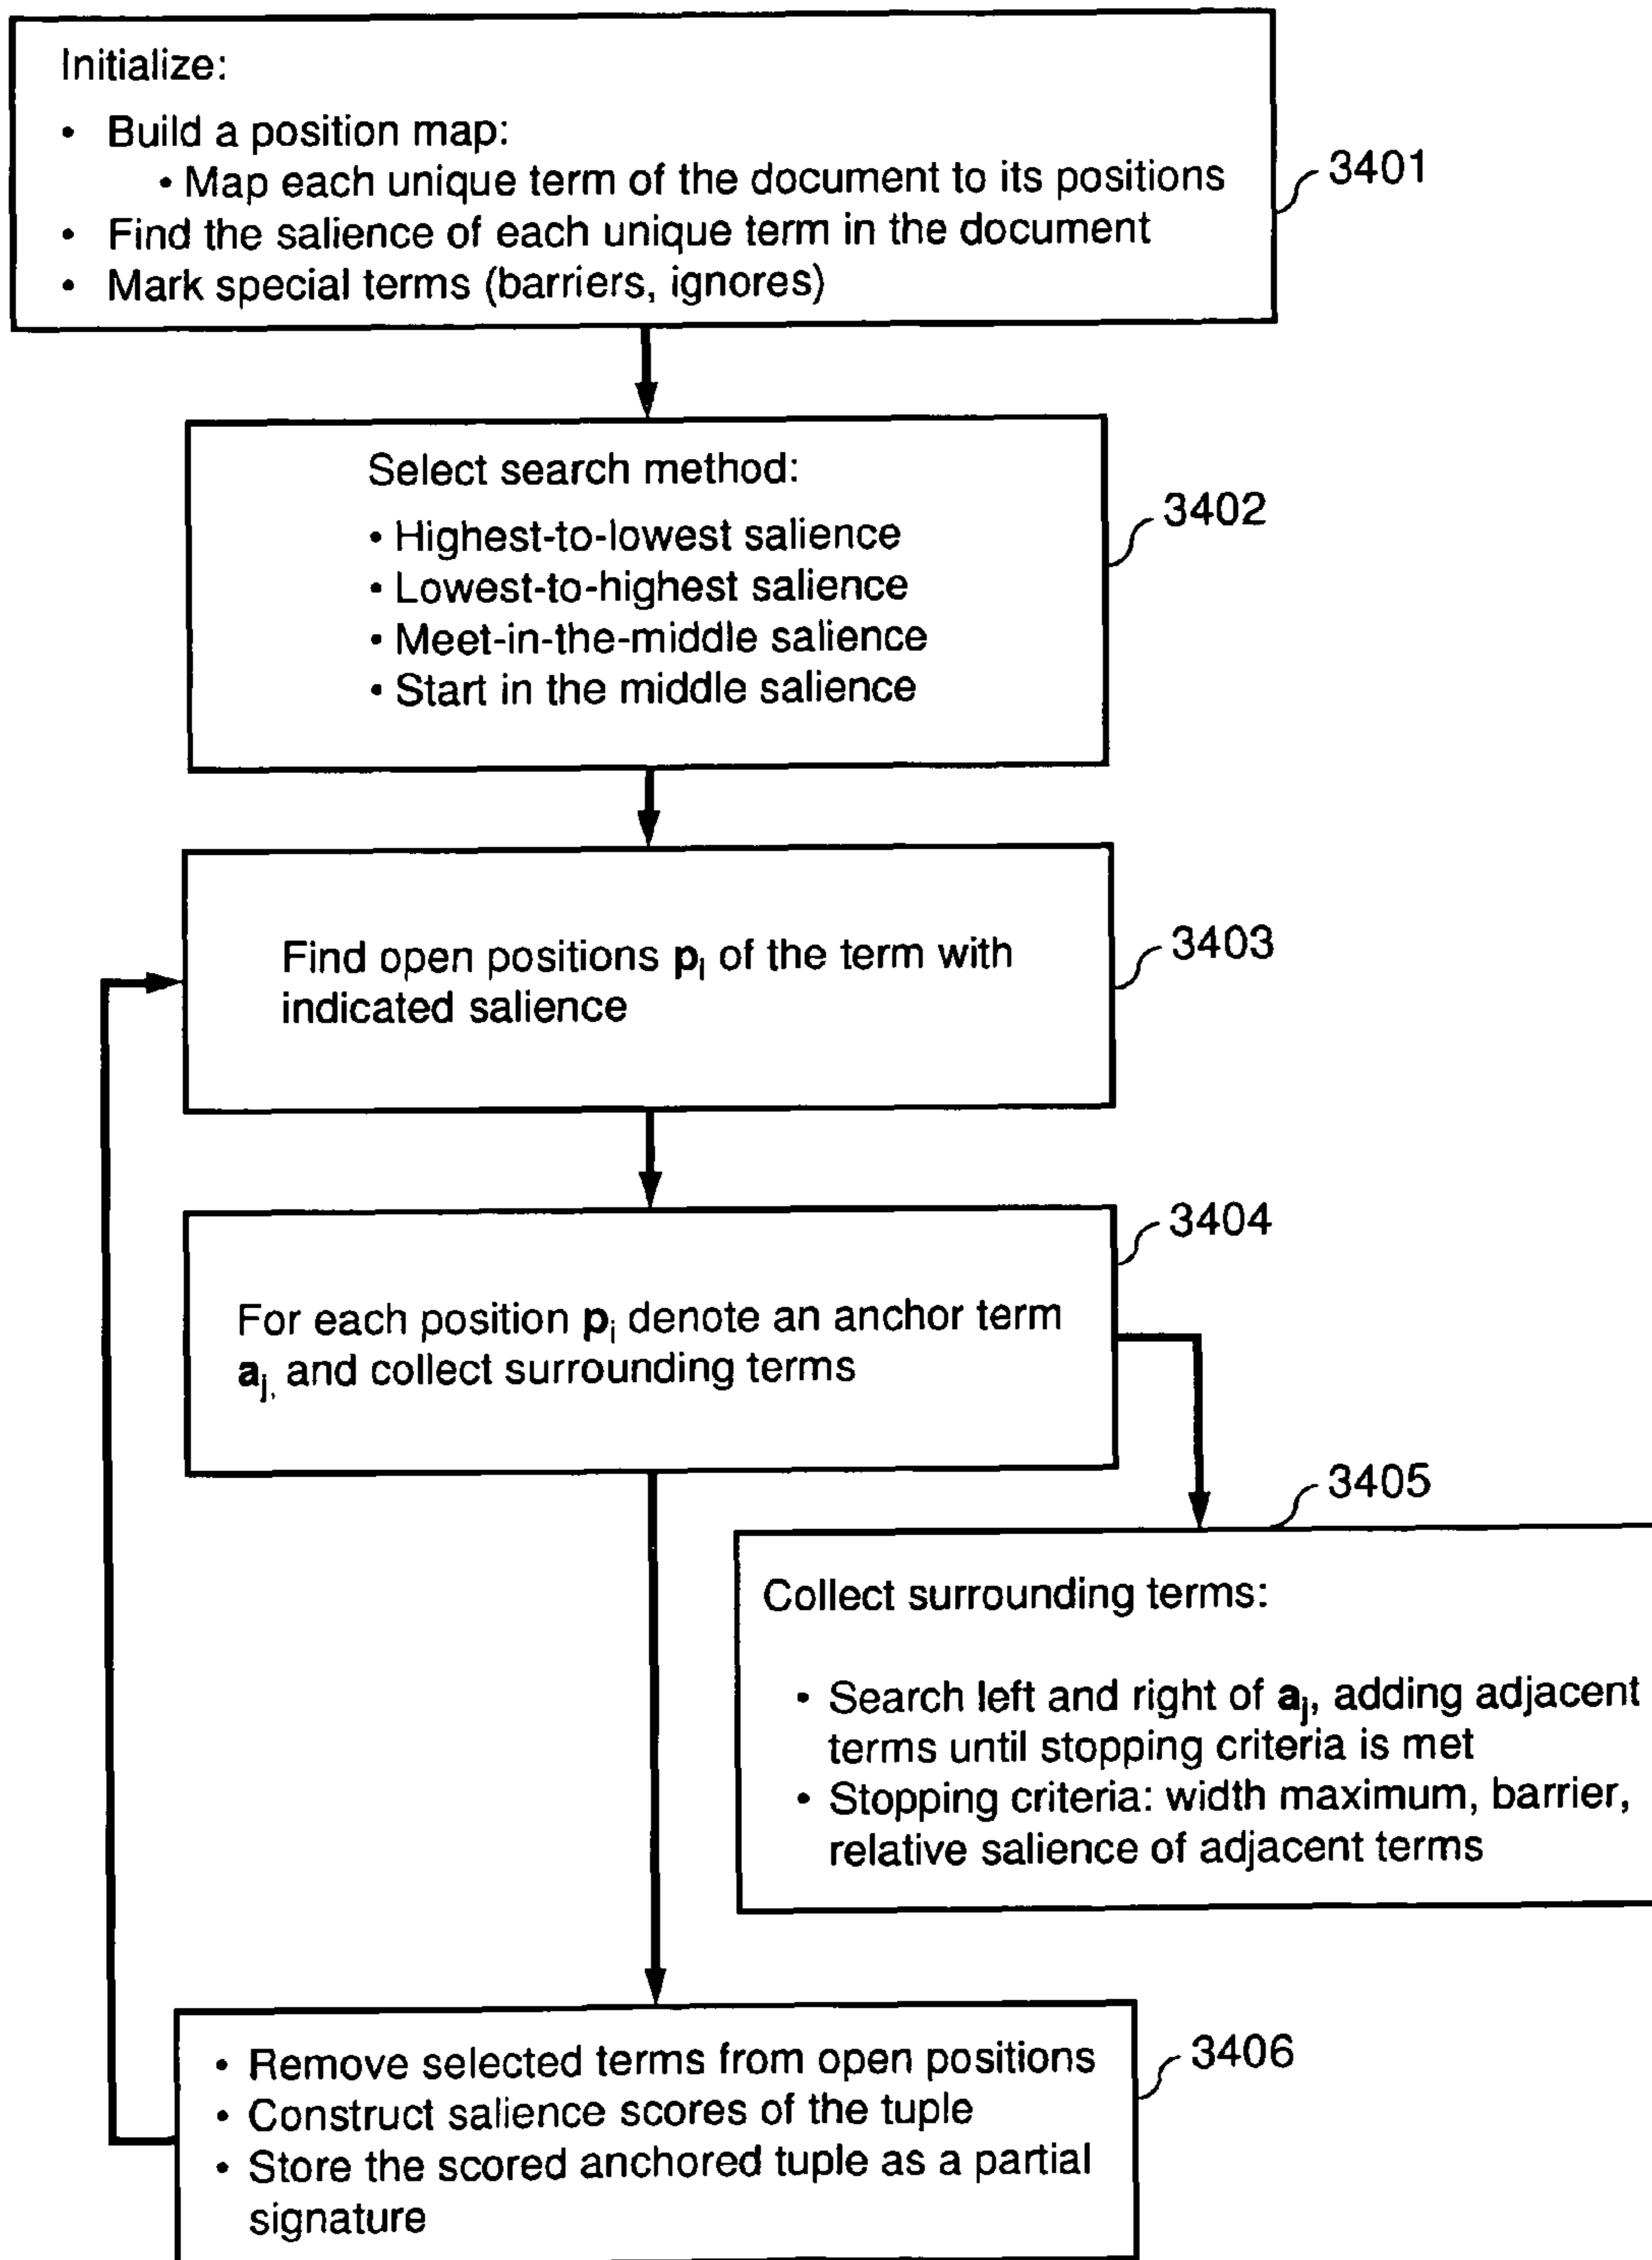 Initialize:
• Build a position map:
• Map each unique term of the document to its positions
• Find the salience of each unique term in the document
• Mark special terms (barriers, ignores)
3401
Select search method:
• Highest-to-lowest salience
• Lowest-to-highest salience
• Meet-in-the-middle salience
• Start in the middle salience
3402
Find open positions pᵢ of the term with
indicated salience
3403
For each position pᵢ denote an anchor term
aⱼ, and collect surrounding terms
3404
3405
Collect surrounding terms:
• Search left and right of aⱼ, adding adjacent
terms until stopping criteria is met
• Stopping criteria: width maximum, barrier,
relative salience of adjacent terms
• Remove selected terms from open positions
• Construct salience scores of the tuple
• Store the scored anchored tuple as a partial
signature
3406